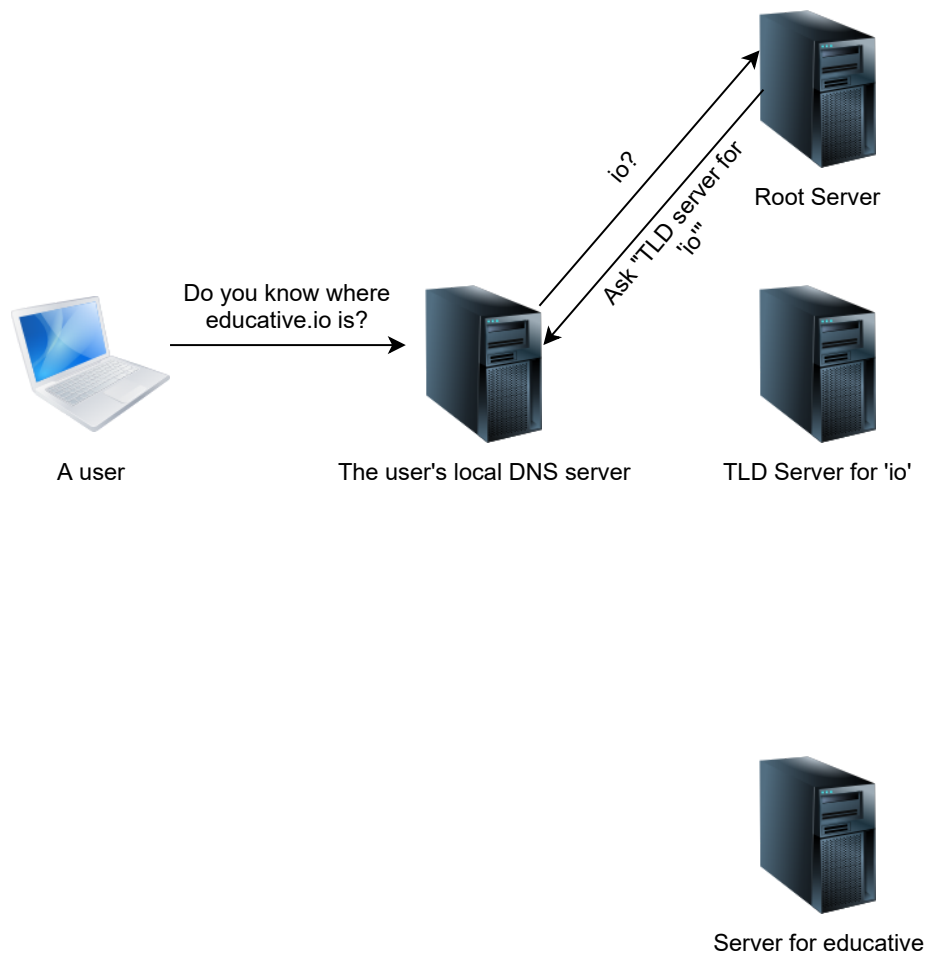 Root Server
io?
Ask "TLD server for
'io'"
Do you know where
educative.io is?
A user
The user's local DNS server
TLD Server for 'io'
Server for educative